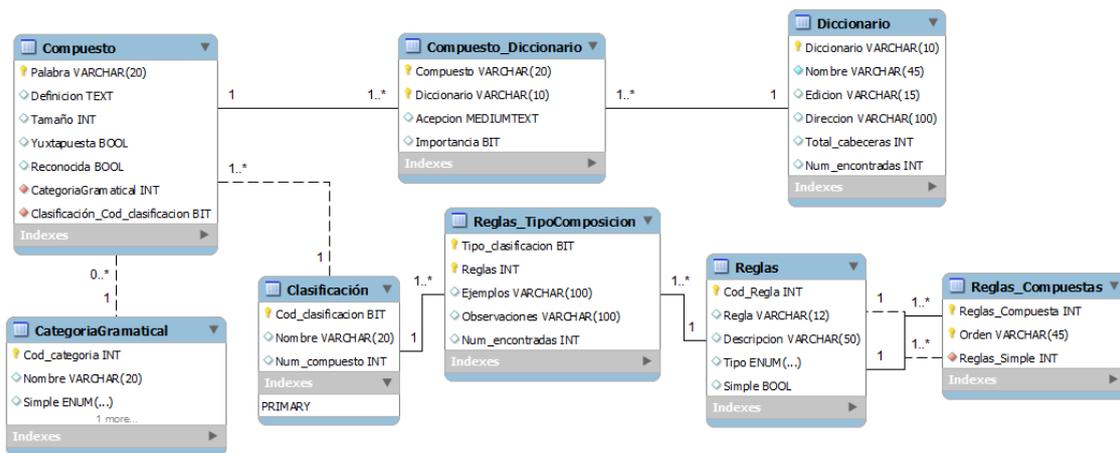 Compuesto
Palabra VARCHAR(20)
Definicion TEXT
Tamaño INT
Yuxtapuesta BOOL
Reconocida BOOL
CategoriaGramatical INT
Clasificación_Cod_clasificacion BIT
Indexes
1
1..*
Compuesto_Diccionario
Compuesto VARCHAR(20)
Diccionario VARCHAR(10)
Acepcion MEDIUMTEXT
Importancia BIT
Indexes
1..*
1
Diccionario
Diccionario VARCHAR(10)
Nombre VARCHAR(45)
Edicion VARCHAR(15)
Direccion VARCHAR(100)
Total_cabeceras INT
Num_encontradas INT
Indexes
1..*
1
0..*
1
CategoriaGramatical
Cod_categoria INT
Nombre VARCHAR(20)
Simple ENUM(...)
1 more...
Indexes
Clasificación
Cod_clasificacion BIT
Nombre VARCHAR(20)
Num_compuesto INT
Indexes
PRIMARY
1..*
1
Reglas_TipoComposicion
Tipo_clasificacion BIT
Reglas INT
Ejemplos VARCHAR(100)
Observaciones VARCHAR(100)
Num_encontradas INT
Indexes
1..*
1
Reglas
Cod_Regla INT
Regla VARCHAR(12)
Descripcion VARCHAR(50)
Tipo ENUM(...)
Simple BOOL
Indexes
1
1..*
1
1..*
Reglas_Compuestas
Reglas_Compuesta INT
Orden VARCHAR(45)
Reglas_Simple INT
Indexes